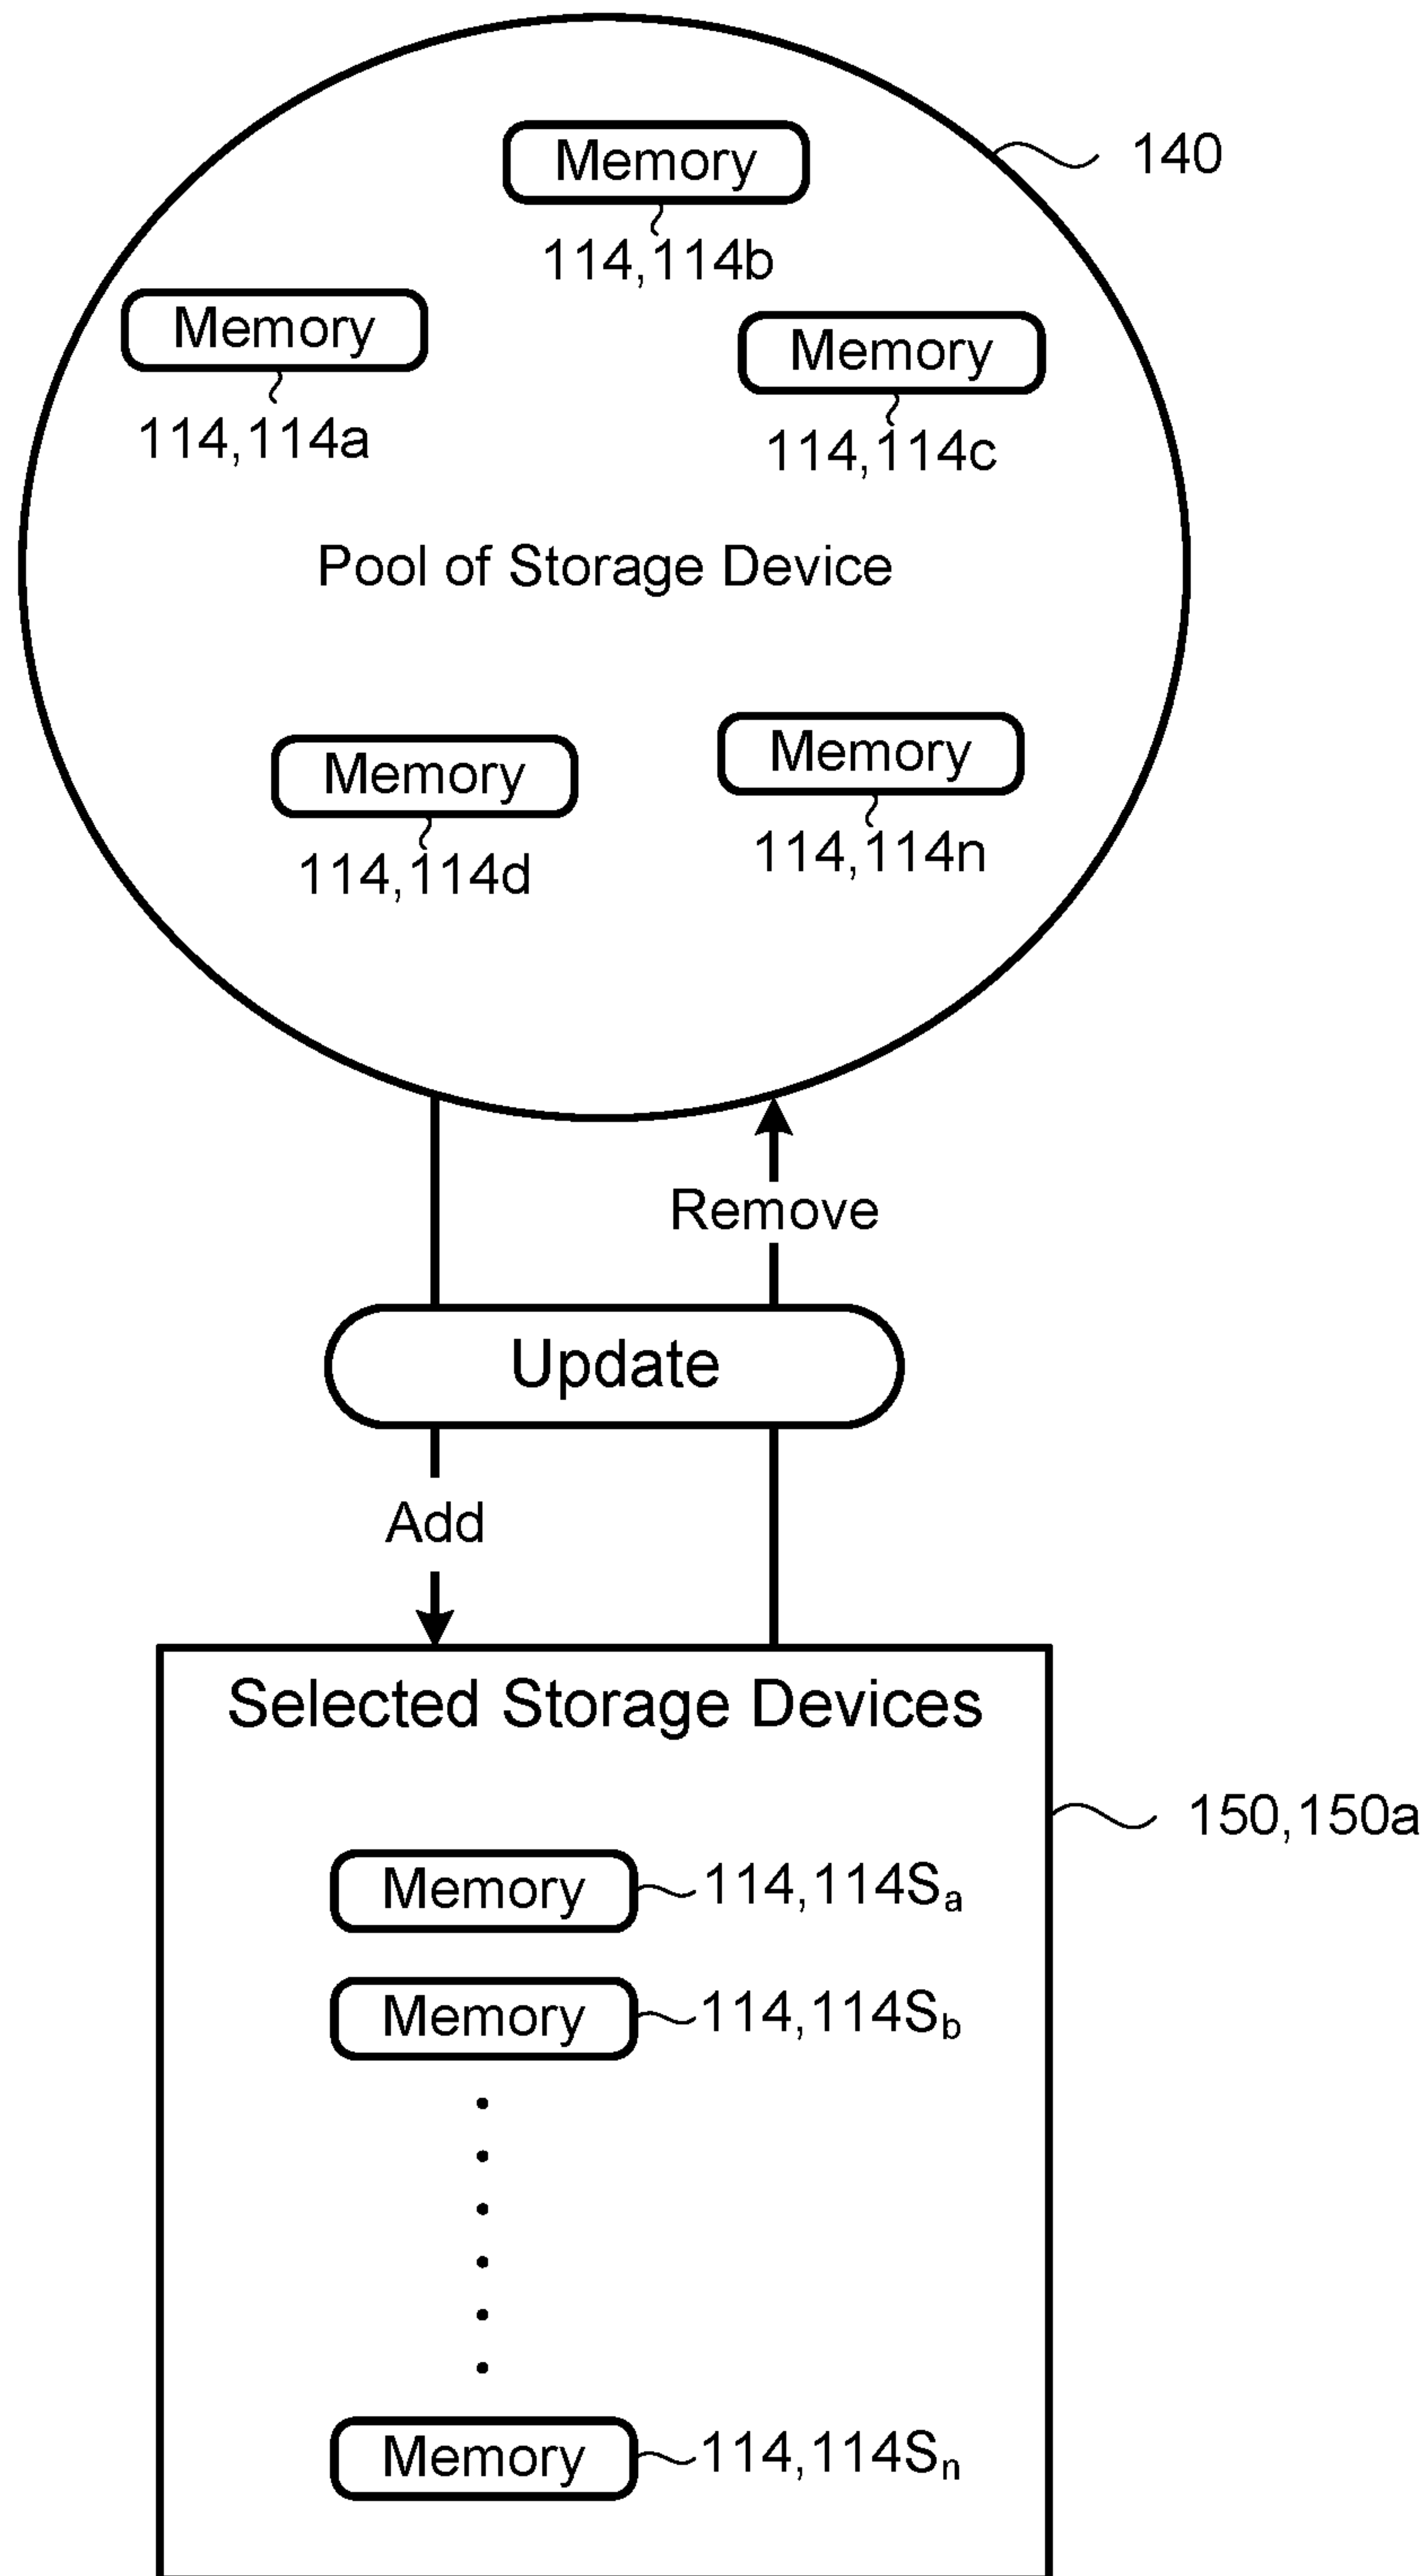 140
Memory
114,114b
Memory
114,114a
Memory
114,114c
Pool of Storage Device
Memory
114,114d
Memory
114,114n
Remove
Update
Add
Selected Storage Devices
150,150a
Memory 114,114Sa
Memory 114,114Sb
Memory 114,114Sn